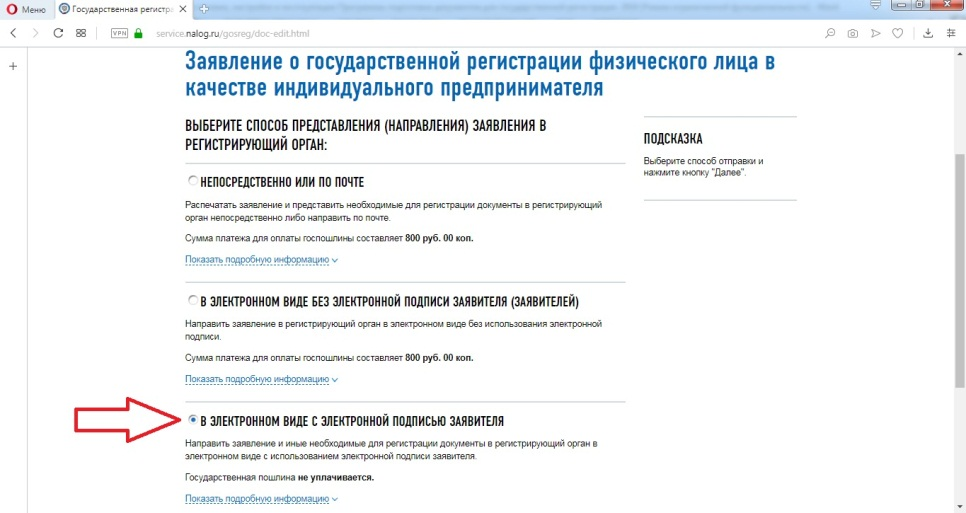 Меню
Государственная регистра
VPN
service.nalog.ru/gosreg/doc-edit.html
Заявление о государственной регистрации физического лица в
качестве индивидуального предпринимателя
ВЫБЕРИТЕ СПОСОБ ПРЕДСТАВЛЕНИЯ (НАПРАВЛЕНИЯ) ЗАЯВЛЕНИЯ В
РЕГИСТРИРУЮЩИЙ ОРГАН:
ПОДСКАЗКА
Выберите способ отправки и
нажмите кнопку "Далее".
НЕПОСРЕДСТВЕННО ИЛИ ПО ПОЧТЕ
Распечатать заявление и представить необходимые для регистрации документы в регистрирующий
орган непосредственно либо направить по почте.
Сумма платежа для оплаты госпошлины составляет 800 руб. 00 коп.
Показать подробную информацию
В ЭЛЕКТРОННОМ ВИДЕ БЕЗ ЭЛЕКТРОННОЙ ПОДПИСИ ЗАЯВИТЕЛЯ (ЗАЯВИТЕЛЕЙ)
Направить заявление в регистрирующий орган в электронном виде без использования электронной
подписи.
Сумма платежа для оплаты госпошлины составляет 800 руб. 00 коп.
Показать подробную информацию
В ЭЛЕКТРОННОМ ВИДЕ С ЭЛЕКТРОННОЙ ПОДПИСЬЮ ЗАЯВИТЕЛЯ
Направить заявление и иные необходимые для регистрации документы в регистрирующий орган в
электронном виде с использованием электронной подписи заявителя.
Государственная пошлина не уплачивается.
Показать подробную информацию